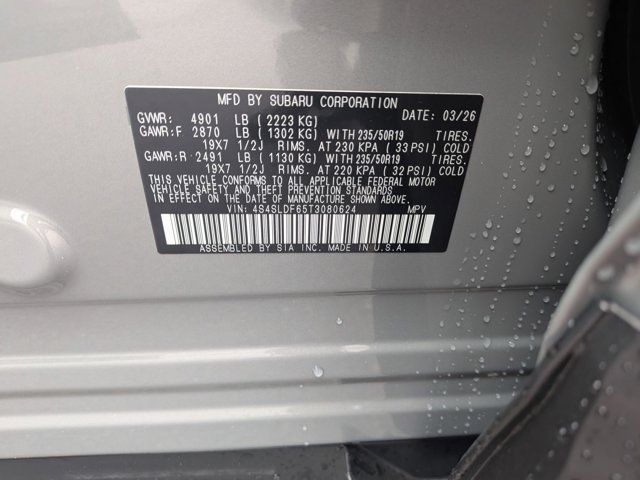 MFD BY SUBARU CORPORATION DATE: 03/26
GVWR: 4901 LB (2223 KG)
GAWR:F 2870 LB (1302 KG) WITH 235/50R19 TIRES.
19X7 1/2J RIMS. AT 230 KPA (33 PSI) COLD
GAWR:R 2491 LB (1130 KG) WITH 235/50R19 TIRES.
19X7 1/2J RIMS. AT 220 KPA (32 PSI) COLD
THIS VEHICLE CONFORMS TO ALL APPLICABLE FEDERAL MOTOR
VEHICLE SAFETY AND THEFT PREVENTION STANDARDS
IN EFFECT ON THE DATE OF MANUFACTURE SHOWN ABOVE.
VIN: 4S4SLDF65T3080624 MPV
ASSEMBLED BY SIA INC. MADE IN U.S.A.